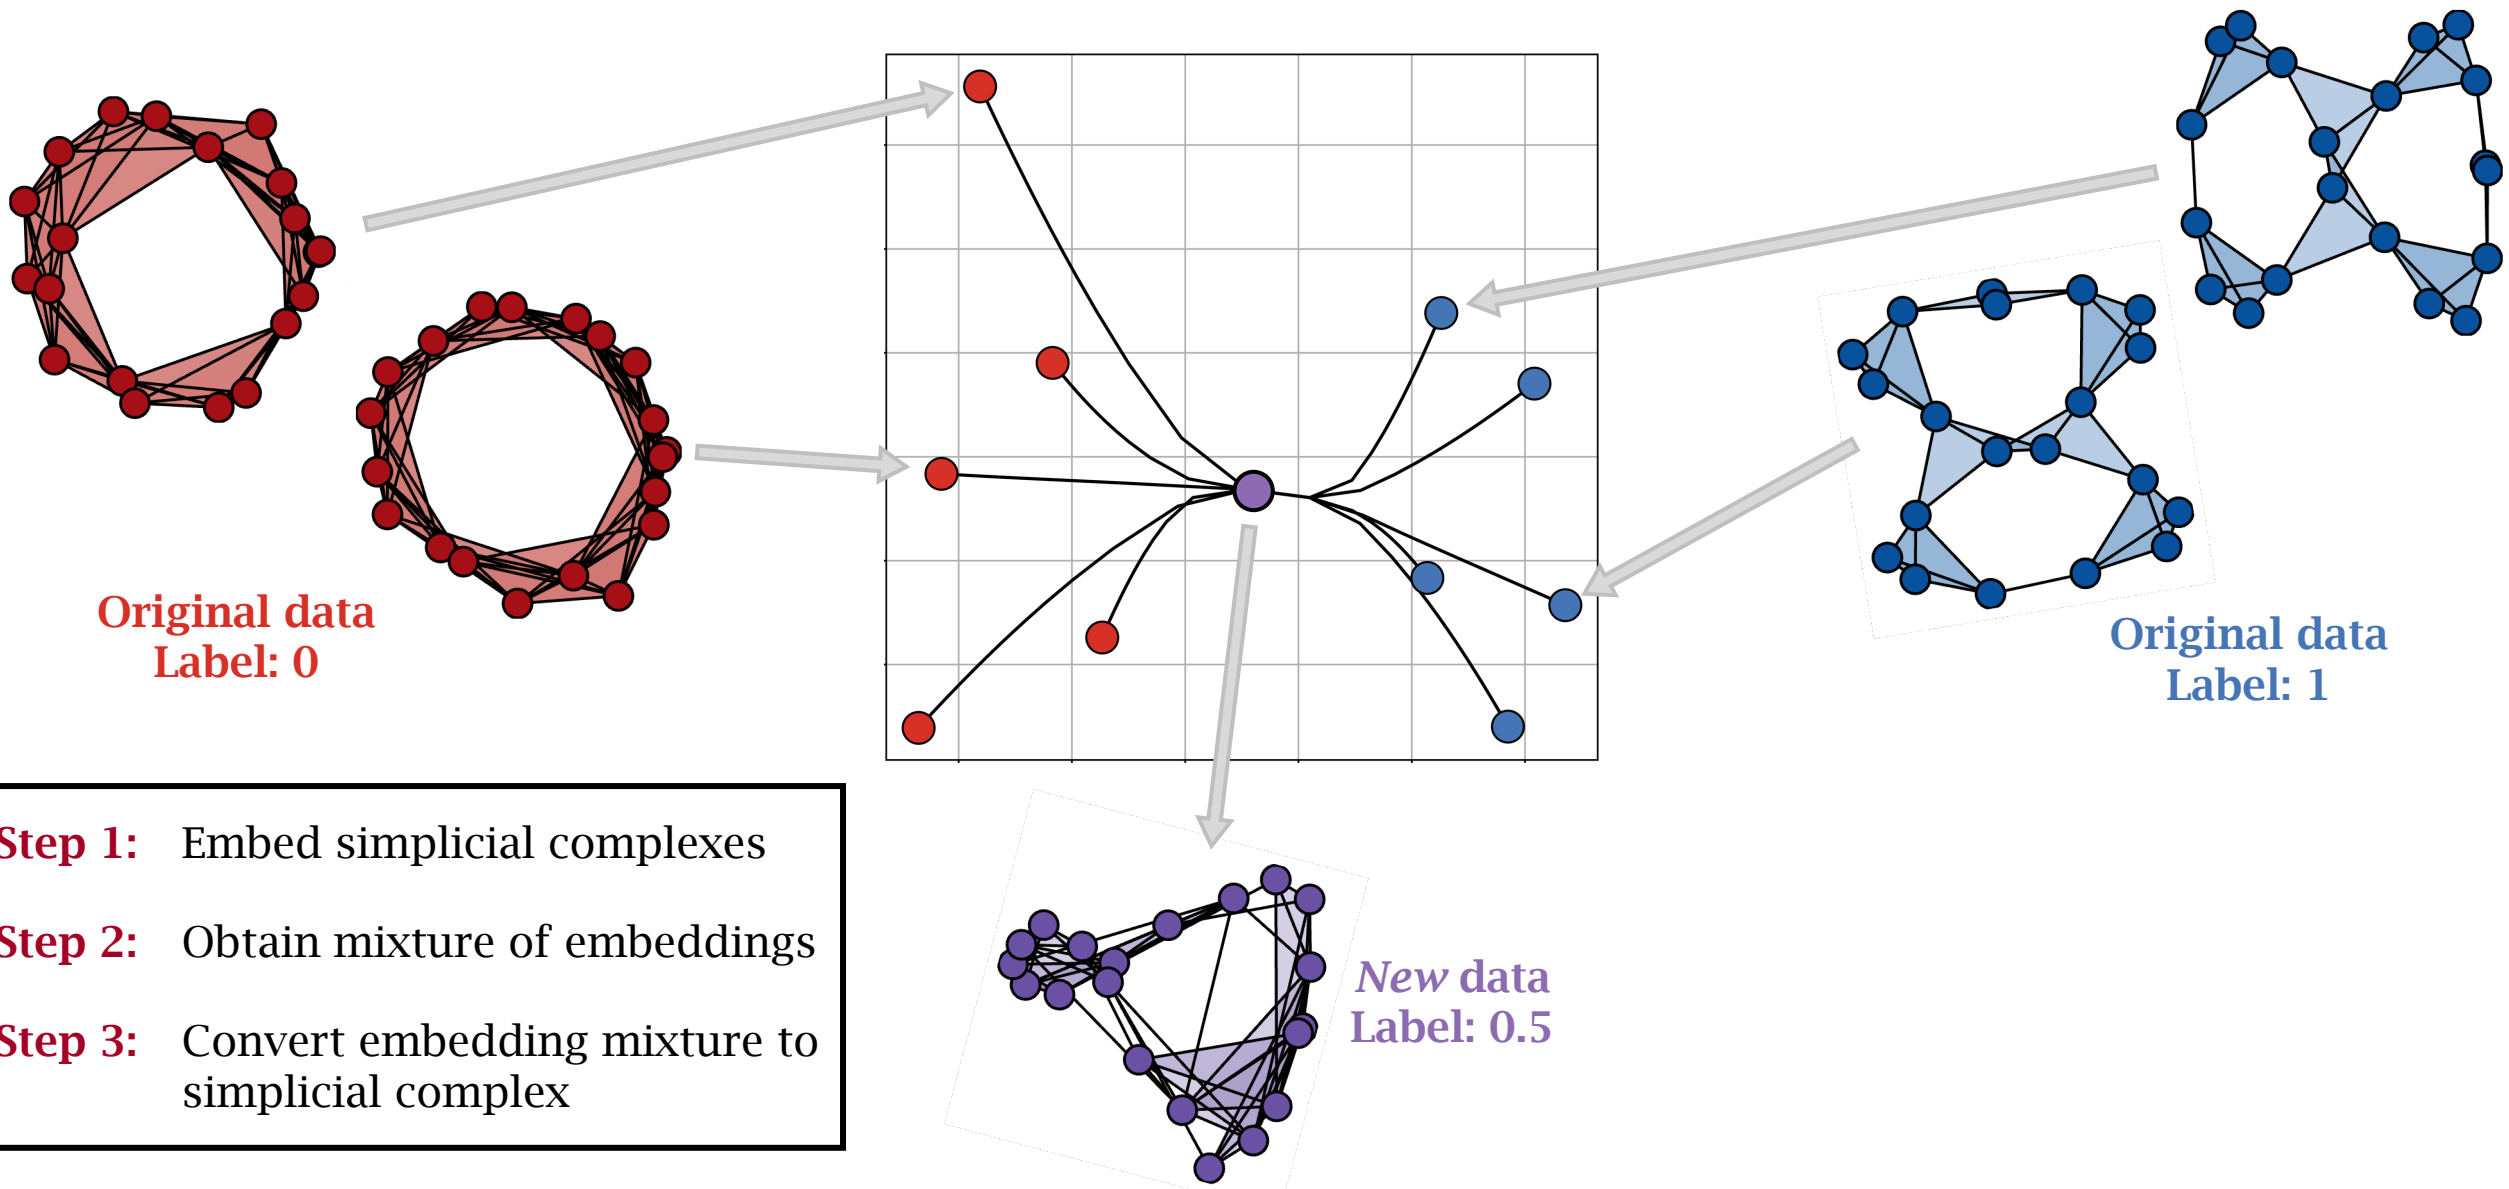 Original data
Label: 0
Original data
Label: 1
Step 1: Embed simplicial complexes
Step 2: Obtain mixture of embeddings
Step 3: Convert embedding mixture to
simplicial complex
New data
Label: 0.5